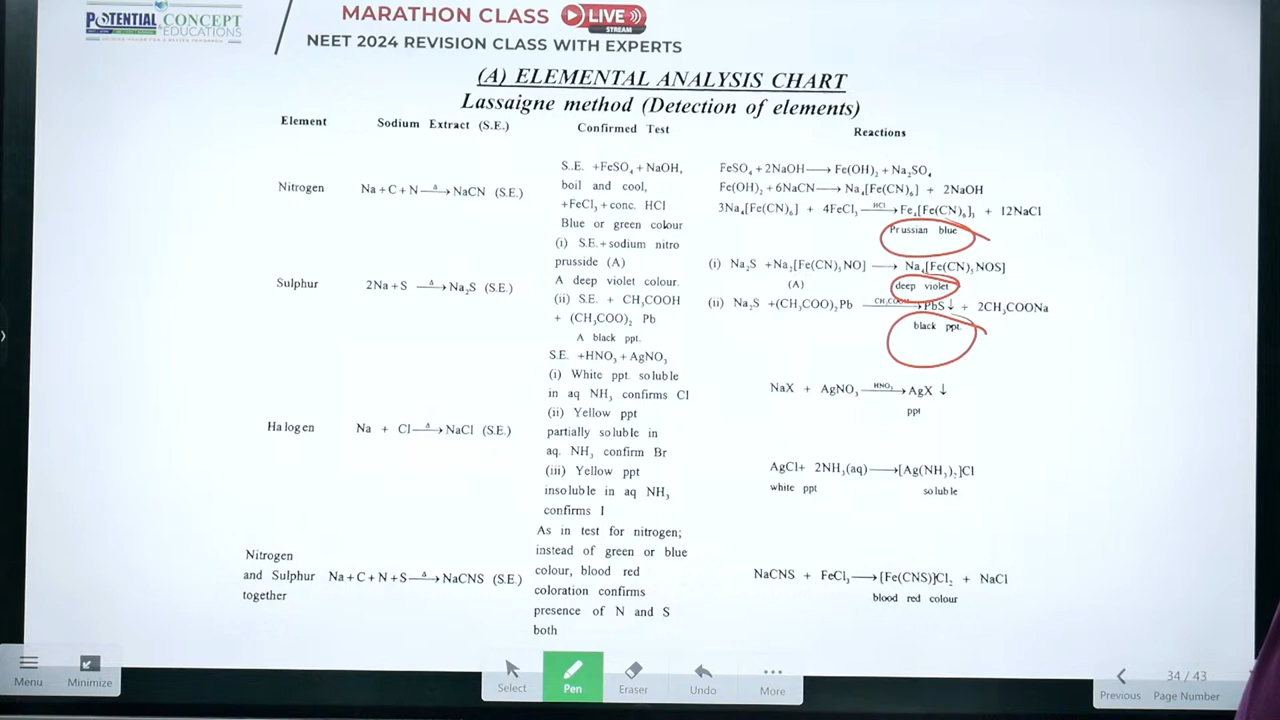 POTENTIAL CONCEPT
EDUCATIONS
MARATHON CLASS LIVE
STREAM
NEET 2024 REVISION CLASS WITH EXPERTS
(A) ELEMENTAL ANALYSIS CHART
Lassaigne method (Detection of elements)
Element Sodium Extract (S.E.) Confirmed Test Reactions
Nitrogen
Na + C + N —Δ→ NaCN (S.E.)
S..E. +FeSO₄ + NaOH,
boil and cool,
+FeCl₃ + conc. HCl
Blue or green colour
FeSO₄ + 2NaOH ⟶ Fe(OH)₂ + Na₂SO₄
Fe(OH)₂ + 6NaCN ⟶ Na₄[Fe(CN)₆] + 2NaOH
3Na₄[Fe(CN)₆] + 4FeCl₃ —HCl→ Fe₄[Fe(CN)₆]₃ + 12NaCl
Prussian blue
Sulphur
2Na + S —Δ→ Na₂S (S.E.)
(i) S.E. + sodium nitro
prusside (A)
A deep violet colour.
(ii) S.E. + CH₃COOH
+ (CH₃COO)₂ Pb
A black ppt.
(i) Na₂S + Na₂[Fe(CN)₅NO] ⟶ Na₄[Fe(CN)₅NOS]
(A) deep violet
(ii) Na₂S +(CH₃COO)₂Pb —CH₃COOH→ PbS↓ + 2CH₃COONa
black ppt.
Halogen
Na + Cl —Δ→ NaCl (S.E.)
S.E. +HNO₃ + AgNO₃
(i) White ppt. soluble
in aq NH₃ confirms Cl
(ii) Yellow ppt
partially soluble in
aq. NH₃ confirm Br
(iii) Yellow ppt
insoluble in aq NH₃
confirms I
NaX + AgNO₃ —HNO₃→ AgX ↓
ppt
AgCl+ 2NH₃(aq) ⟶ [Ag(NH₃)₂]Cl
white ppt soluble
Nitrogen
and Sulphur
together
Na + C + N + S —Δ→ NaCNS (S.E.)
As in test for nitrogen;
instead of green or blue
colour, blood red
coloration confirms
presence of N and S
both
NaCNS + FeCl₃ ⟶ [Fe(CNS)]Cl₂ + NaCl
blood red colour
Menu Minimize Select Pen Eraser Undo More Previous 34 / 43
Page Number